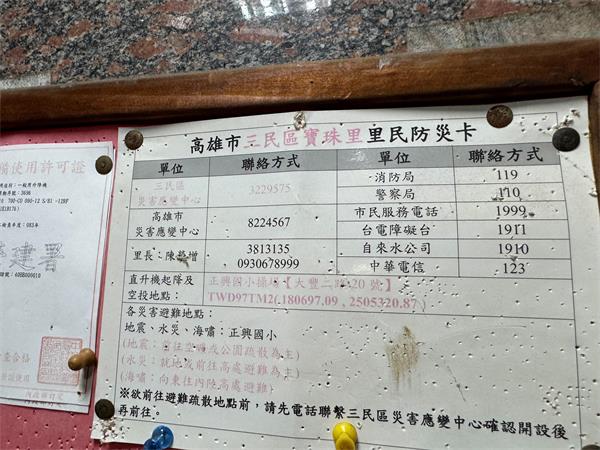 高雄市三民區寶珠里里民防災卡
單位 聯絡方式 單位 聯絡方式
三民區
災害應變中心 3229575
消防局 119
警察局 110
高雄市
災害應變中心 8224567
市民服務電話 1999
台電障礙台 1911
里長：陳 增 3813135
0930678999
自來水公司 1910
中華電信 123
直升機起降及
空投地點：
正興國小操場【大豐二路20號】
TWD97TM2(180697.09 , 2505320.87 )
各災害避難地點：
地震、水災、海嘯：正興國小
(地震：當往空曠或公園疏散為主)
(水災：就地或前往高處避難為主)
(海嘯：向東往內陸高處避難)
※欲前往避難疏散地點前，請先電話聯繫三民區災害應變中心確認開設後
再前往。
使用許可證
建署